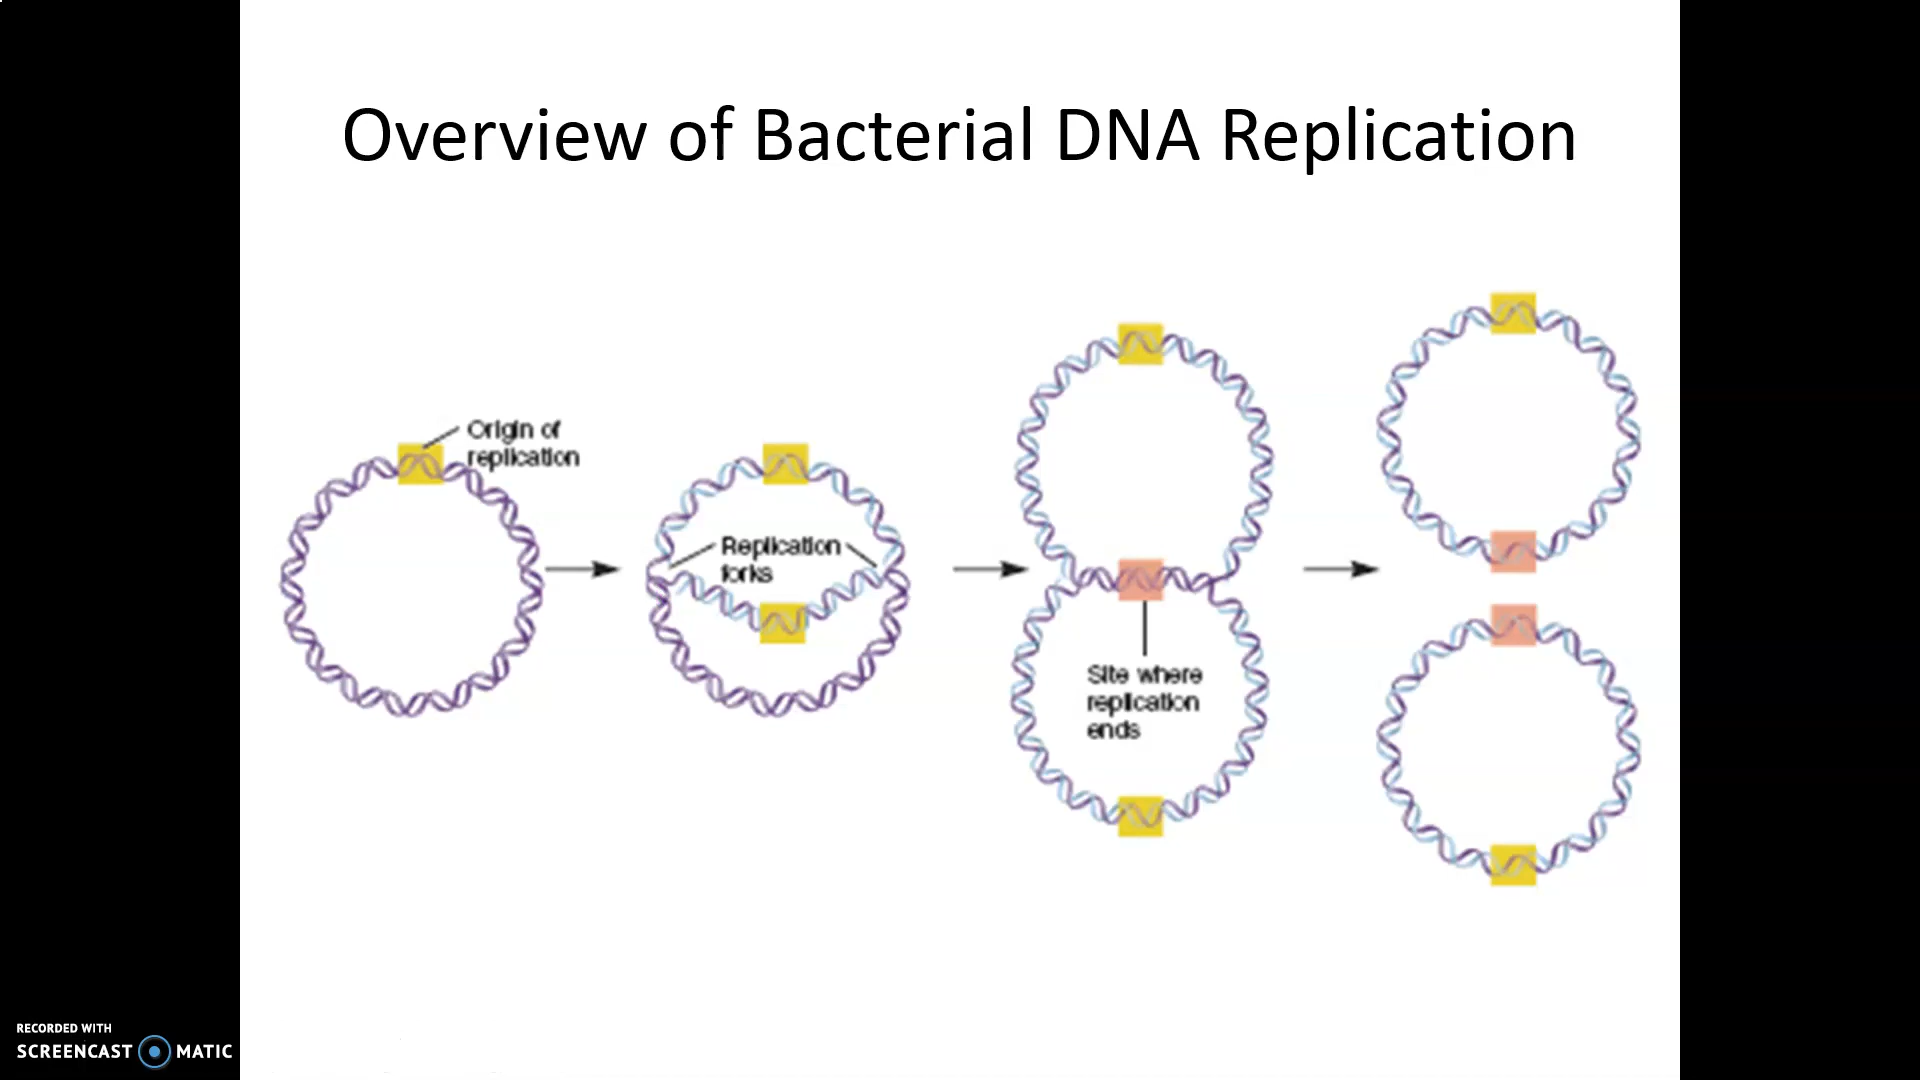 Overview of Bacterial DNA Replication
Origin of
replication
Replication
forks
Site where
replication
ends
RECORDED WITH
SCREENCAST MATIC